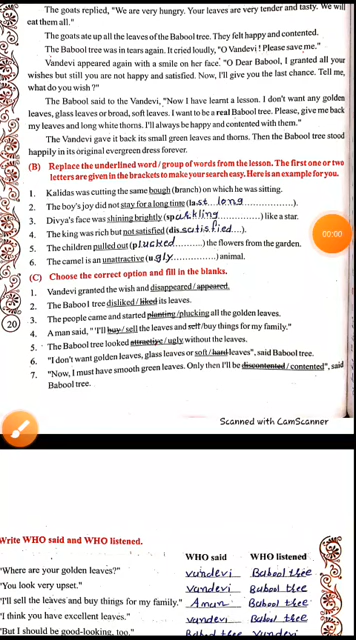 The goats replied, "We are very hungry. Your leaves are very tender and tasty. We will
eat them all."
The goats ate up all the leaves of the Babool tree. They felt happy and contented.
The Babool tree was in tears again. It cried loudly, "O Vandevi ! Please save me."
Vandevi appeared again with a smile on her face. "O Dear Babool, I granted all your
wishes but still you are not happy and satisfied. Now, I'll give you the last chance. Tell me,
what do you wish ?"
The Babool said to the Vandevi, "Now I have learnt a lesson. I don't want any golden
leaves, glass leaves or broad, soft leaves. I want to be a real Babool tree. Please, give me back
my leaves and long white thorns. I'll always be happy and contented with them."
The Vandevi gave it back its small green leaves and thorns. Then the Babool tree stood
happily in its original evergreen dress forever.
(B) Replace the underlined word / group of words from the lesson. The first one or two
letters are given in the brackets to make your search easy. Here is an example for you.
1. Kalidas was cutting the same bough (branch) on which he was sitting.
2. The boy's joy did not stay for a long time (last long..............).
3. Divya's face was shining brightly (sparkling..............) like a star.
4. The king was rich but not satisfied (dissatisfied...).
5. The children pulled out (plucked..........) the flowers from the garden.
6. The camel is an unattractive (ugly..............) animal.
00:00
(C) Choose the correct option and fill in the blanks.
1. Vandevi granted the wish and disappeared / appeared.
2. The Babool tree disliked / liked its leaves.
3. The people came and started planting/plucking all the golden leaves.
4. A man said, " 'I'll buy / sell the leaves and self/buy things for my family."
5. The Babool tree looked attractive / ugly without the leaves.
6. "I don't want golden leaves, glass leaves or soft / hard leaves", said Babool tree.
7. "Now, I must have smooth green leaves. Only then I'll be discontented / contented", said
Babool tree.
20
Scanned with CamScanner
Write WHO said and WHO listened.
WHO said WHO listened
"Where are your golden leaves?" vandevi Babool thee
"You look very upset." Vandevi Babool thee
"I'll sell the leaves and buy things for my family." Aman Babool thee
"I think you have excellent leaves." vandevi Babool thee
"But I should be good-looking, too." Babool thee Vundevi